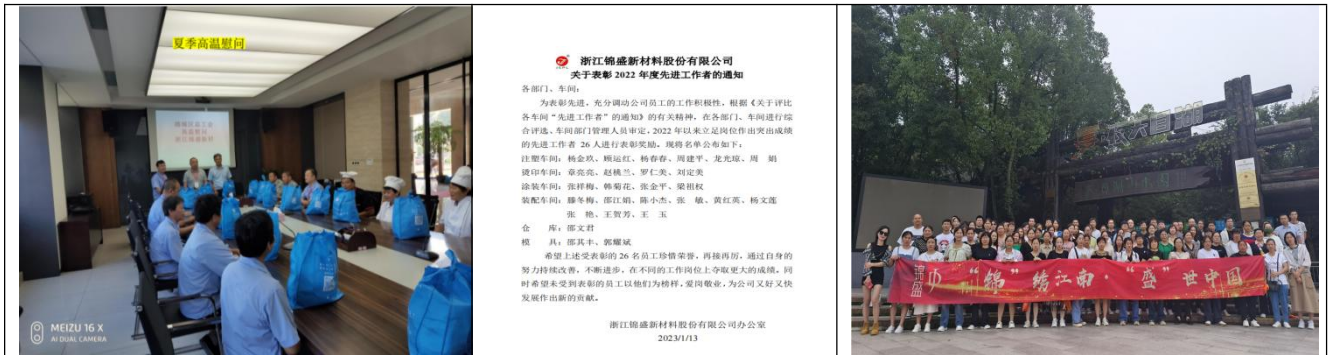 夏季高温慰问
MEIZU 16 X
AI DUAL CAMERA
浙江锦盛新材料股份有限公司
关于表彰 2022 年度先进工作者的通知
各部门、车间：
为表彰先进，充分调动公司员工的工作积极性，根据《关于评比
各车间“先进工作者”的通知》的有关精神，在各部门、车间进行综
合评选、车间部门管理人员审定，2022 年以来立足岗位作出突出成绩
的先进工作者 26 人进行表彰奖励。现将名单公布如下：
注塑车间：杨金玖、顾运红、杨春春、周建平、龙光琼、周　娟
烫印车间：章亮亮、赵桃兰、罗仁美、刘定美
涂装车间：张祥梅、韩菊花、张金平、梁祖权
装配车间：滕冬梅、邵江娟、陈小杰、张　敏、黄红英、杨文莲
张　艳、王贺芳、王　玉
仓　　库：邵文君
模　　具：邵其丰、郭耀斌
希望上述受表彰的 26 名员工珍惜荣誉，再接再厉，通过自身的
努力持续改善，不断进步，在不同的工作岗位上争取更大的成绩。同
时希望未受到表彰的员工以他们为榜样，爱岗敬业，为公司又好又快
发展作出新的贡献。
浙江锦盛新材料股份有限公司办公室
2023/1/13
锦盛
“锦”绣江南 “盛”世中国